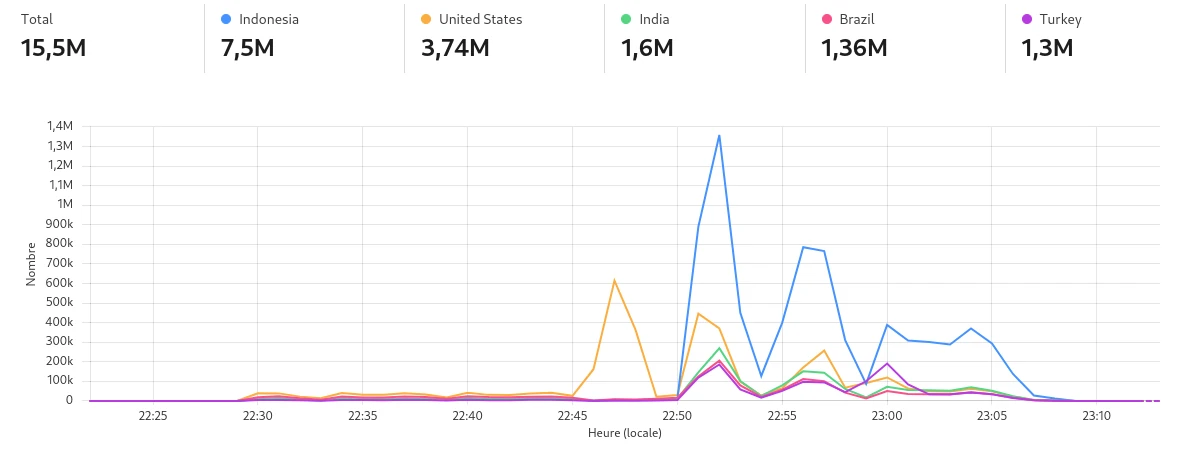 Total
15,5M
Indonesia
7,5M
United States
3,74M
India
1,6M
Brazil
1,36M
Turkey
1,3M
Nombre
1,4M
1,3M
1,2M
1,1M
1M
900k
800k
700k
600k
500k
400k
300k
200k
100k
0
22:25
22:30
22:35
22:40
22:45
22:50
22:55
23:00
23:05
23:10
Heure (locale)